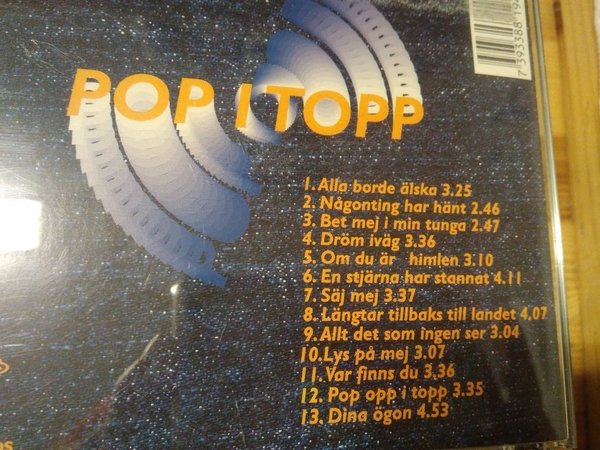 7393388194
POP I TOPP
1. Alla borde älska 3.25
2. Någonting har hänt 2.46
3. Bet mej i min tunga 2.47
4. Dröm iväg 3.36
5. Om du är himlen 3.10
6. En stjärna har stannat 4.11
7. Säj mej 3.37
8. Längtar tillbaks till landet 4,07
9. Allt det som ingen ser 3.04
10. Lys på mej 3.07
11. Var finns du 3.36
12. Pop opp i topp 3.35
13. Dina ögon 4.53